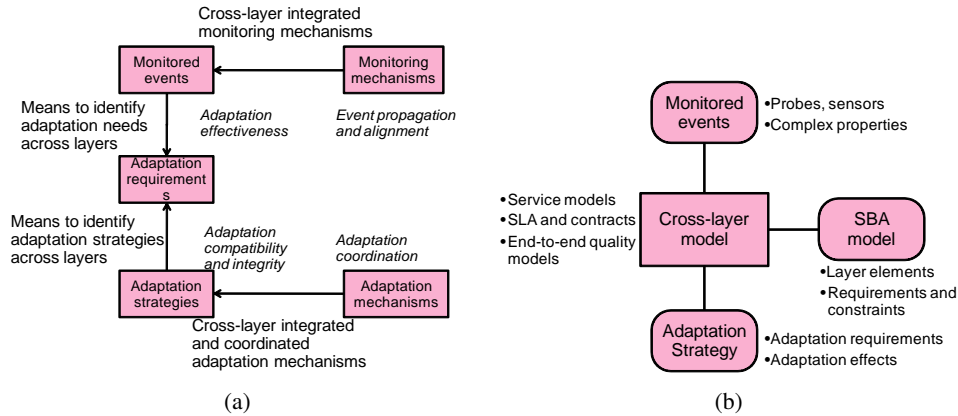 Cross-layer integrated
monitoring mechanisms
Monitored
events
Monitoring
mechanisms
Means to identify
adaptation needs
across layers
Adaptation
effectiveness
Event propagation
and alignment
Adaptation
requirement
s
Means to identify
adaptation strategies
across layers
Adaptation
compatibility
and integrity
Adaptation
coordination
Adaptation
strategies
Adaptation
mechanisms
Cross-layer integrated
and coordinated
adaptation mechanisms
(a)
Monitored
events
•Probes, sensors
•Complex properties
•Service models
•SLA and contracts
•End-to-end quality
models
Cross-layer
model
SBA
model
•Layer elements
•Requirements and
constraints
Adaptation
Strategy
•Adaptation requirements
•Adaptation effects
(b)